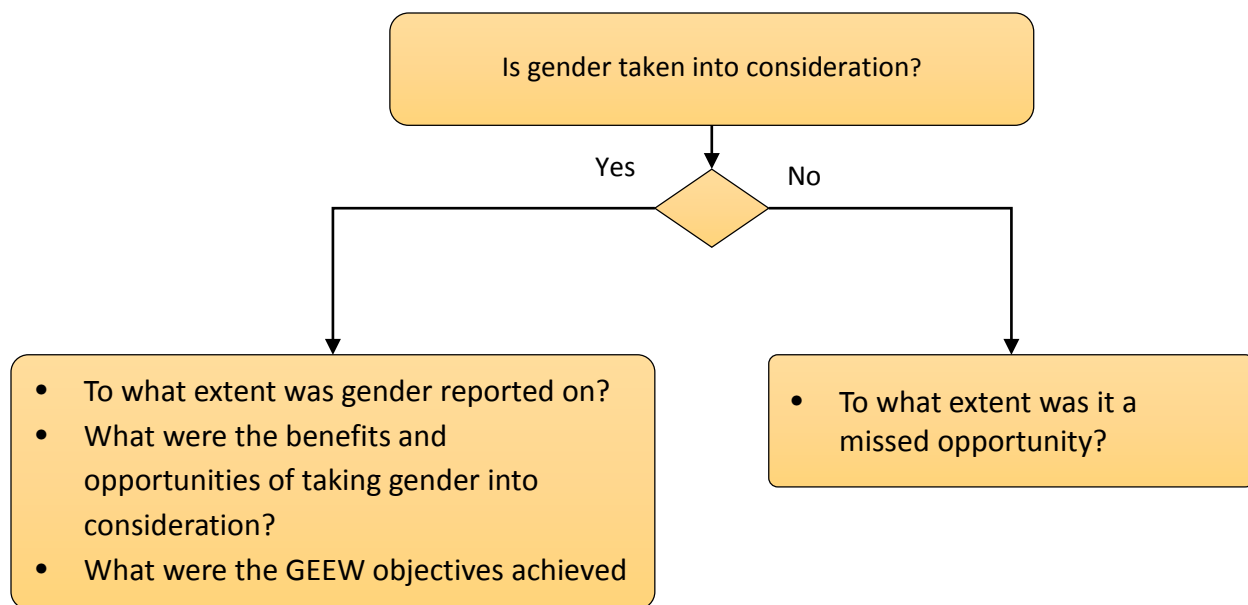 Is gender taken into consideration?
Yes
No
• To what extent was gender reported on?
• What were the benefits and
opportunities of taking gender into
consideration?
• What were the GEEW objectives achieved
• To what extent was it a
missed opportunity?